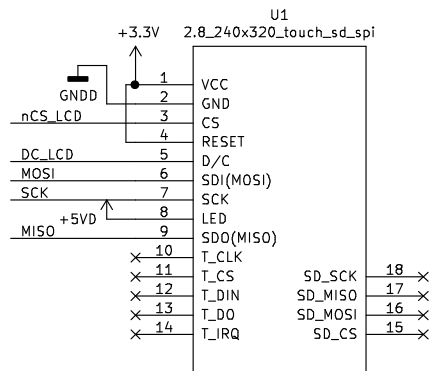 U1
+3.3V 2.8_240x320_touch_sd_spi
1 VCC
GNDD 2 GND
nCS_LCD 3 CS
4 RESET
DC_LCD 5 D/C
MOSI 6 SDI(MOSI)
SCK 7 SCK
+5VD 8 LED
MISO 9 SDO(MISO)
10 T_CLK
11 T_CS SD_SCK 18
12 T_DIN SD_MISO 17
13 T_DO SD_MOSI 16
14 T_IRQ SD_CS 15